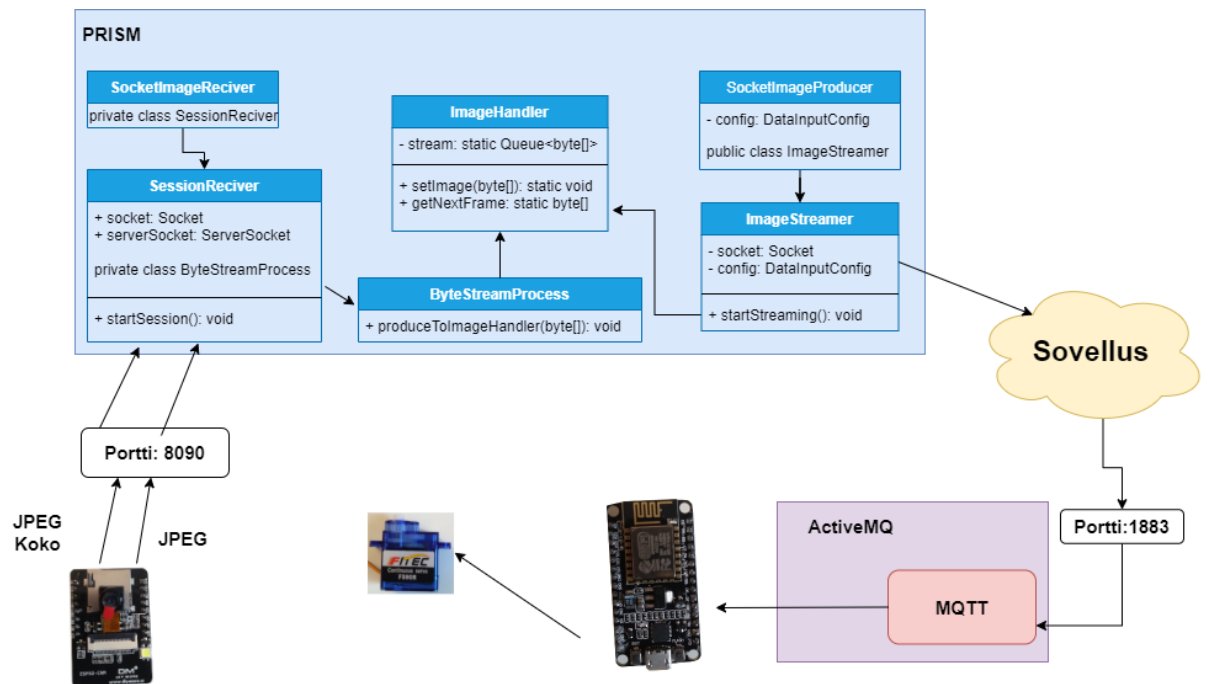 PRISM
SocketImageReciver
private class SessionReciver
SessionReciver
+ socket: Socket
+ serverSocket: ServerSocket
private class ByteStreamProcess
+ startSession(): void
ImageHandler
- stream: static Queue<byte[]>
+ setImage(byte[]): static void
+ getNextFrame: static byte[]
ByteStreamProcess
+ produceToImageHandler(byte[]): void
SocketImageProducer
- config: DataInputConfig
public class ImageStreamer
ImageStreamer
- socket: Socket
- config: DataInputConfig
+ startStreaming(): void
Sovellus
Portti: 8090
JPEG
Koko
JPEG
Portti:1883
ActiveMQ
MQTT
FITEC
DM